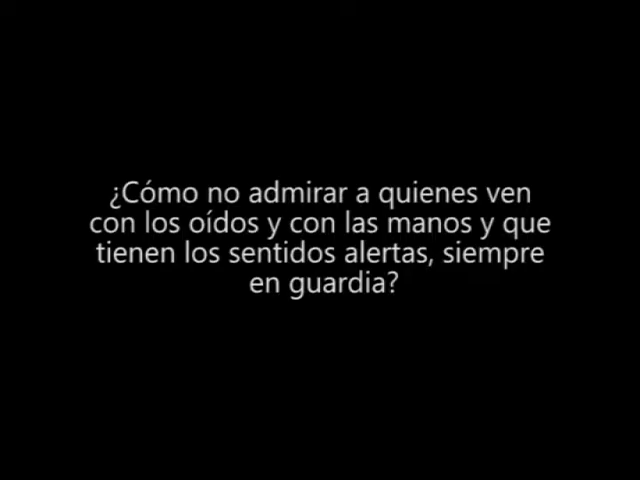 ¿Cómo no admirar a quienes ven
con los oídos y con las manos y que
tienen los sentidos alertas, siempre
en guardia?